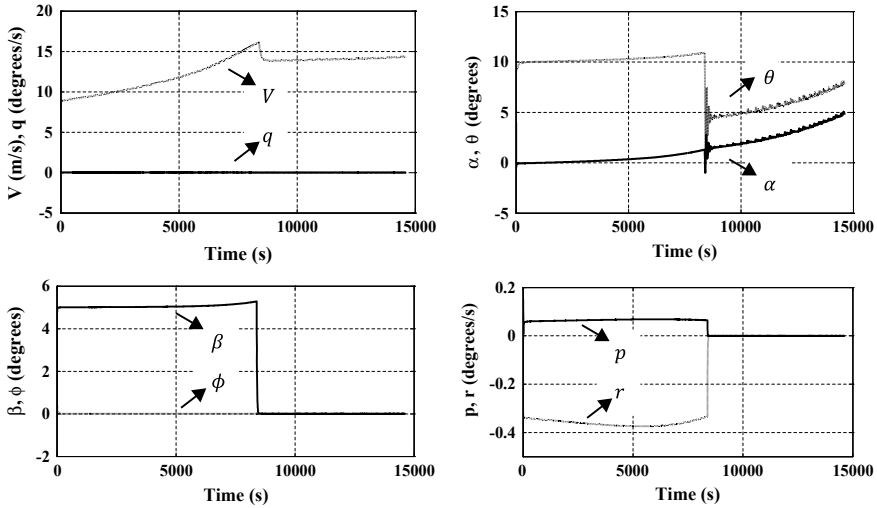 V (m/s), q (degrees/s)
20
15
10
5
0
-5
V
q
0
5000
10000
15000
Time (s)
α, θ (degrees)
15
10
5
0
-5
θ
α
0
5000
10000
15000
Time (s)
β, ϕ (degrees)
6
4
2
0
-2
β
ϕ
0
5000
10000
15000
Time (s)
p, r (degrees/s)
0.2
0
-0.2
-0.4
p
r
0
5000
10000
15000
Time (s)